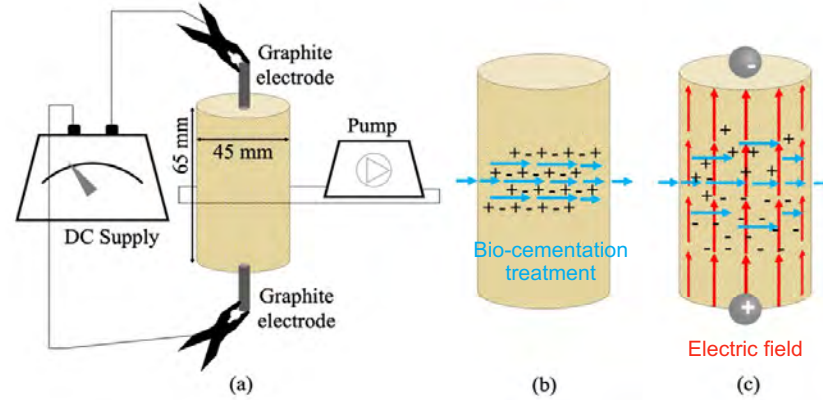 Graphite
electrode
65 mm
45 mm
Pump
DC Supply
Graphite
electrode
(a)
+-+-+-+-
+-+-+-+-
+-+-+-+-
+-+-+-+-
Bio-cementation
treatment
(b)
-
+
Electric field
(c)